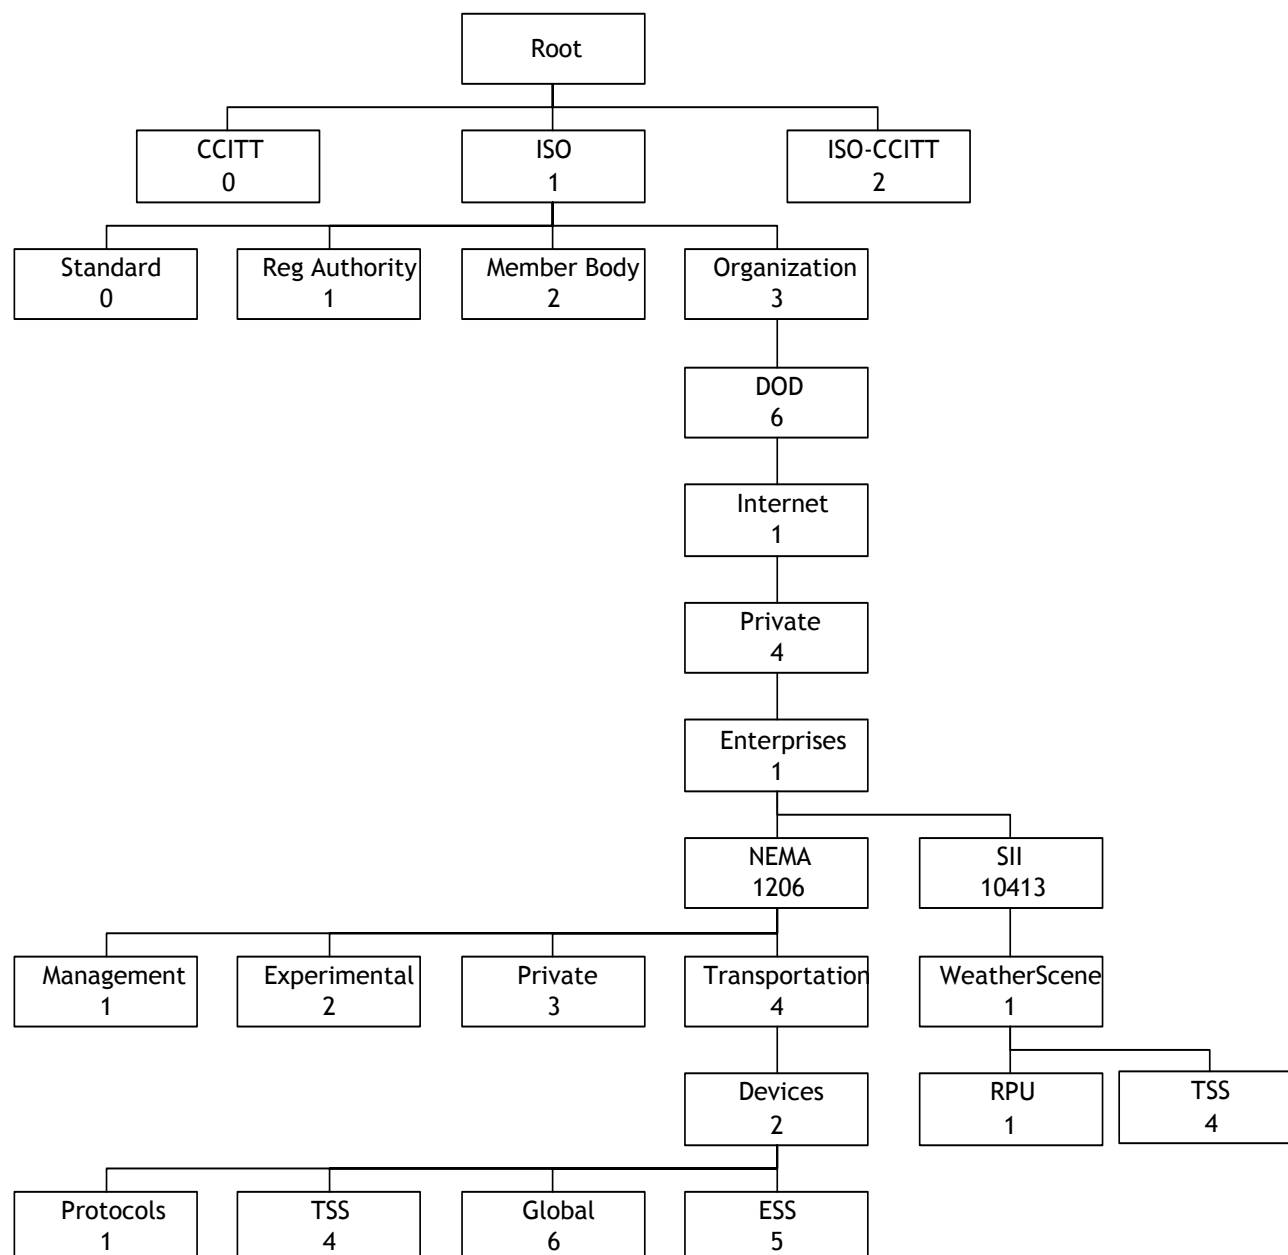 Root
CCITT
0
ISO
1
ISO-CCITT
2
Standard
0
Reg Authority
1
Member Body
2
Organization
3
DOD
6
Internet
1
Private
4
Enterprises
1
NEMA
1206
SII
10413
Management
1
Experimental
2
Private
3
Transportation
4
WeatherScene
1
Devices
2
RPU
1
TSS
4
Protocols
1
TSS
4
Global
6
ESS
5